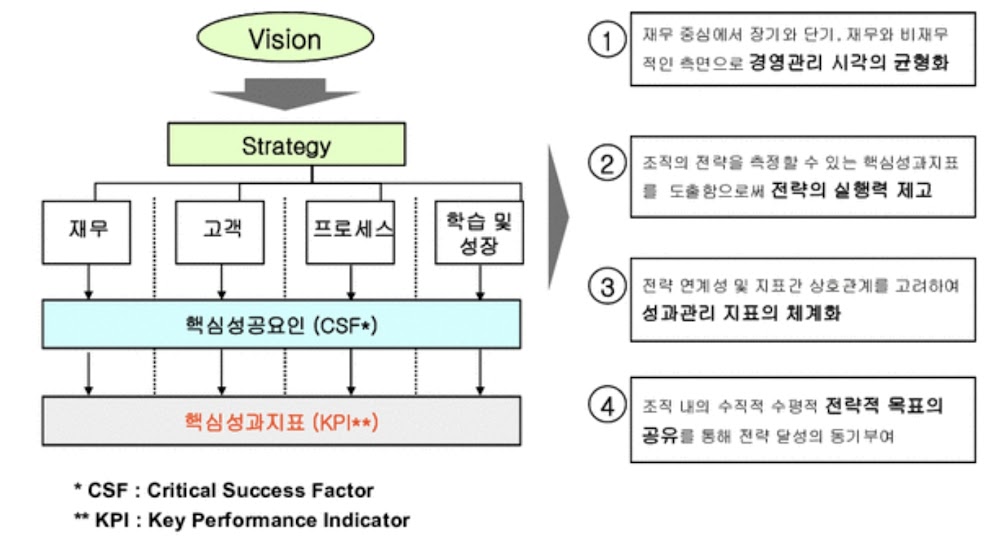 Vision
Strategy
재무
고객
프로세스
학습 및
성장
핵심성공요인 (CSF*)
핵심성과지표 (KPI**)
* CSF : Critical Success Factor
** KPI : Key Performance Indicator
1
재무 중심에서 장기와 단기, 재무와 비재무
적인 측면으로 경영관리 시각의 균형화
2
조직의 전략을 측정할 수 있는 핵심성과지표
를 도출함으로써 전략의 실행력 제고
3
전략 연계성 및 지표간 상호관계를 고려하여
성과관리 지표의 체계화
4
조직 내의 수직적 수평적 전략적 목표의
공유를 통해 전략 달성의 동기부여